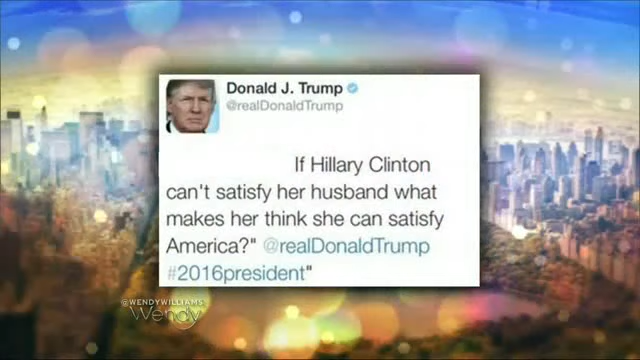 Donald J. Trump
@realDonaldTrump
If Hillary Clinton
can't satisfy her husband what
makes her think she can satisfy
America?" @realDonaldTrump
#2016president"
@WENDYWILLIAMS
Wendy